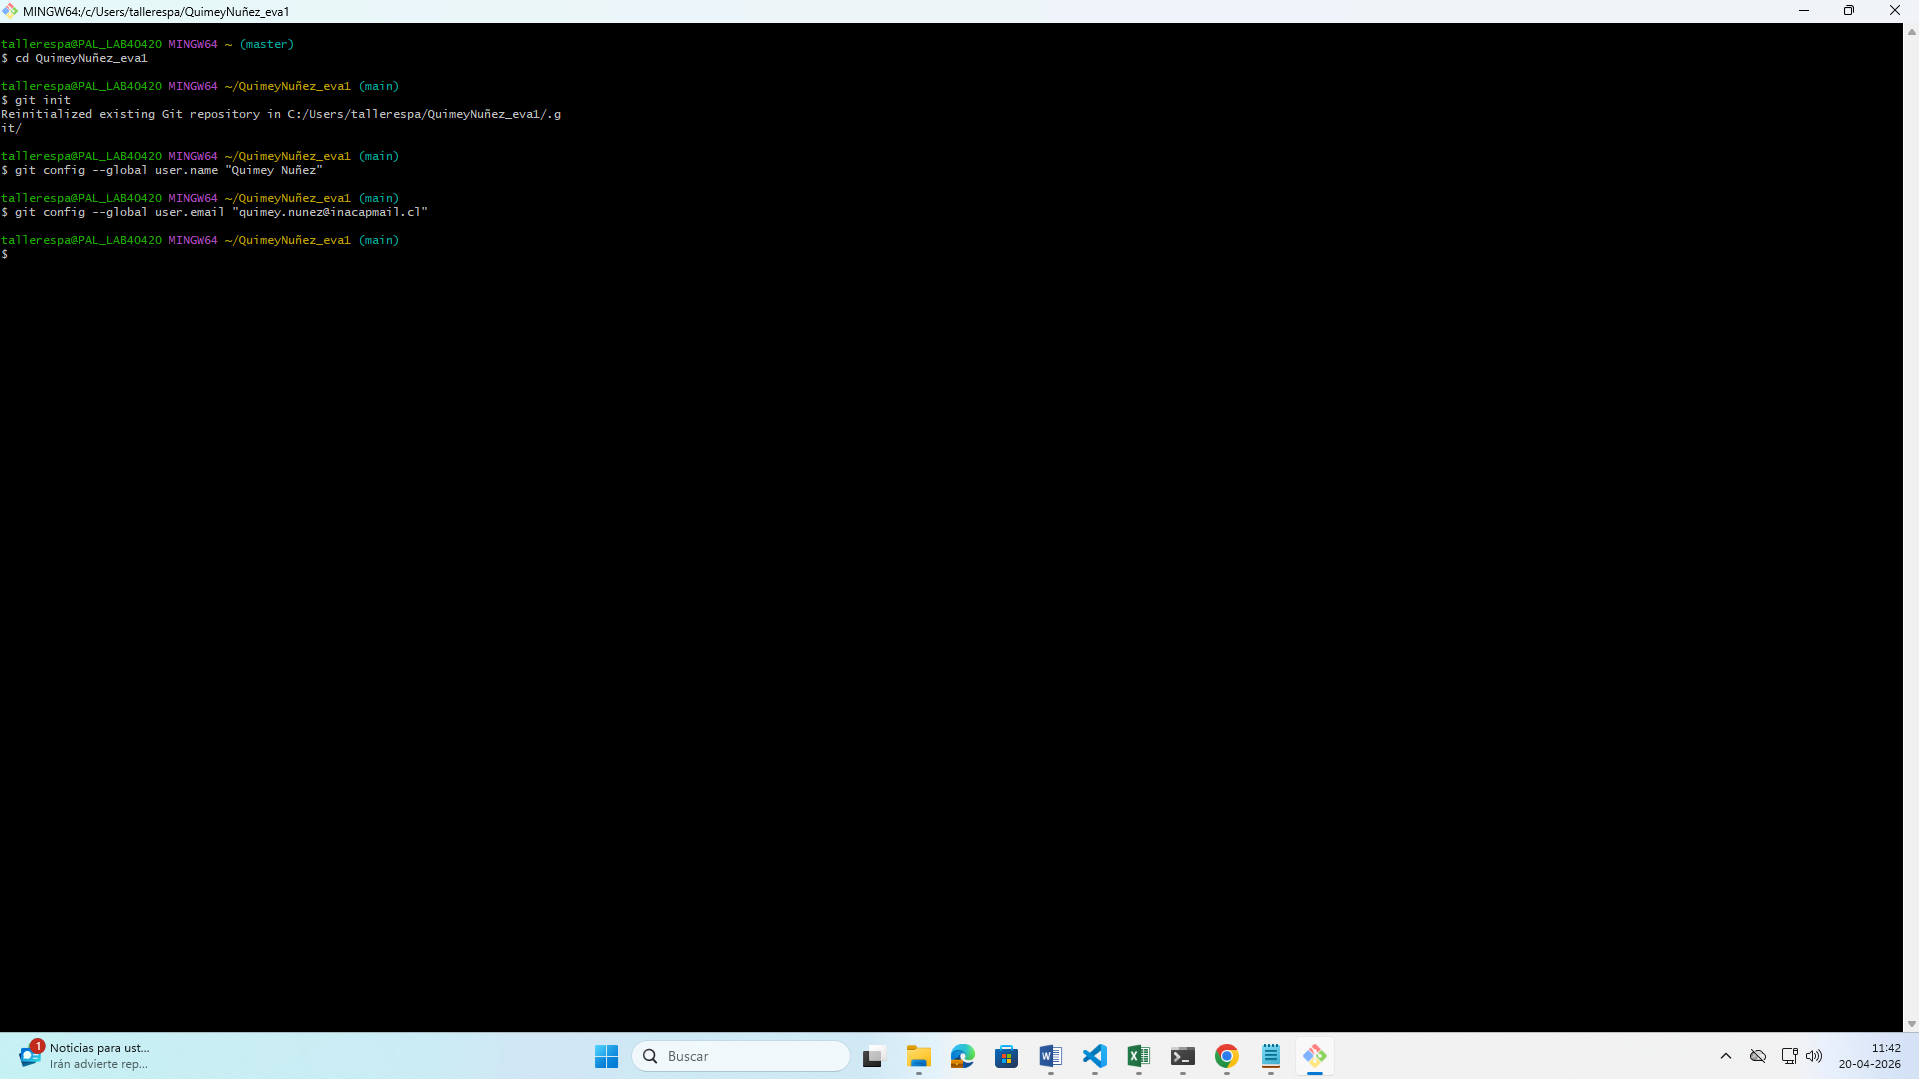 MINGW64:/c/Users/tallerespa/QuimeyNuñez_eva1
tallerespa@PAL_LAB40420 MINGW64 ~ (master)
$ cd QuimeyNuñez_eva1
tallerespa@PAL_LAB40420 MINGW64 ~/QuimeyNuñez_eva1 (main)
$ git init
Reinitialized existing Git repository in C:/Users/tallerespa/QuimeyNuñez_eva1/.g
it/
tallerespa@PAL_LAB40420 MINGW64 ~/QuimeyNuñez_eva1 (main)
$ git config --global user.name "Quimey Nuñez"
tallerespa@PAL_LAB40420 MINGW64 ~/QuimeyNuñez_eva1 (main)
$ git config --global user.email "quimey.nunez@inacapmail.cl"
tallerespa@PAL_LAB40420 MINGW64 ~/QuimeyNuñez_eva1 (main)
$
1
Noticias para ust...
Irán advierte rep...
Buscar
11:42
20-04-2026